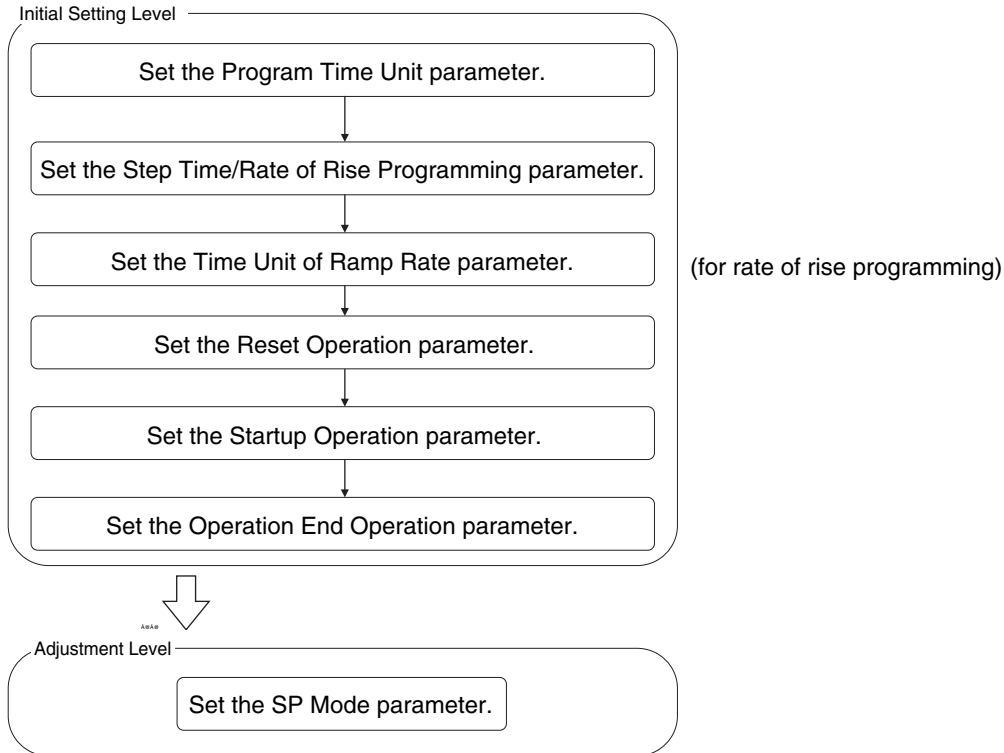 Initial Setting Level
Set the Program Time Unit parameter.
Set the Step Time/Rate of Rise Programming parameter.
Set the Time Unit of Ramp Rate parameter.
(for rate of rise programming)
Set the Reset Operation parameter.
Set the Startup Operation parameter.
Set the Operation End Operation parameter.
Adjustment Level
Set the SP Mode parameter.